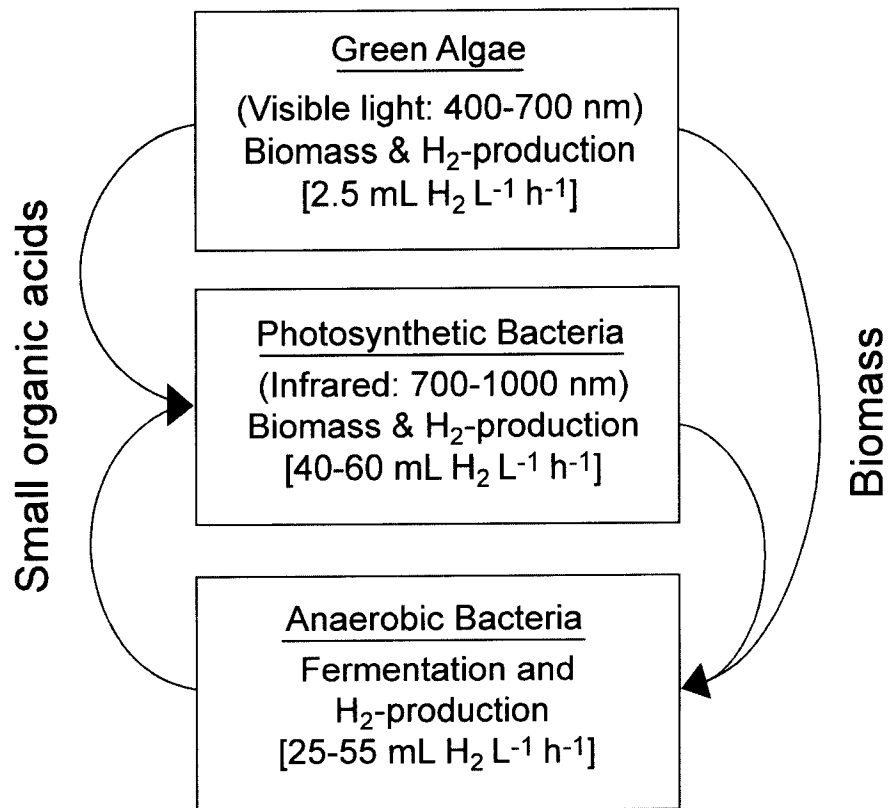 Green Algae
(Visible light: 400-700 nm)
Biomass & H₂-production
[2.5 mL H₂ L⁻¹ h⁻¹]
Small organic acids
Photosynthetic Bacteria
(Infrared: 700-1000 nm)
Biomass & H₂-production
[40-60 mL H₂ L⁻¹ h⁻¹]
Biomass
Anaerobic Bacteria
Fermentation and
H₂-production
[25-55 mL H₂ L⁻¹ h⁻¹]